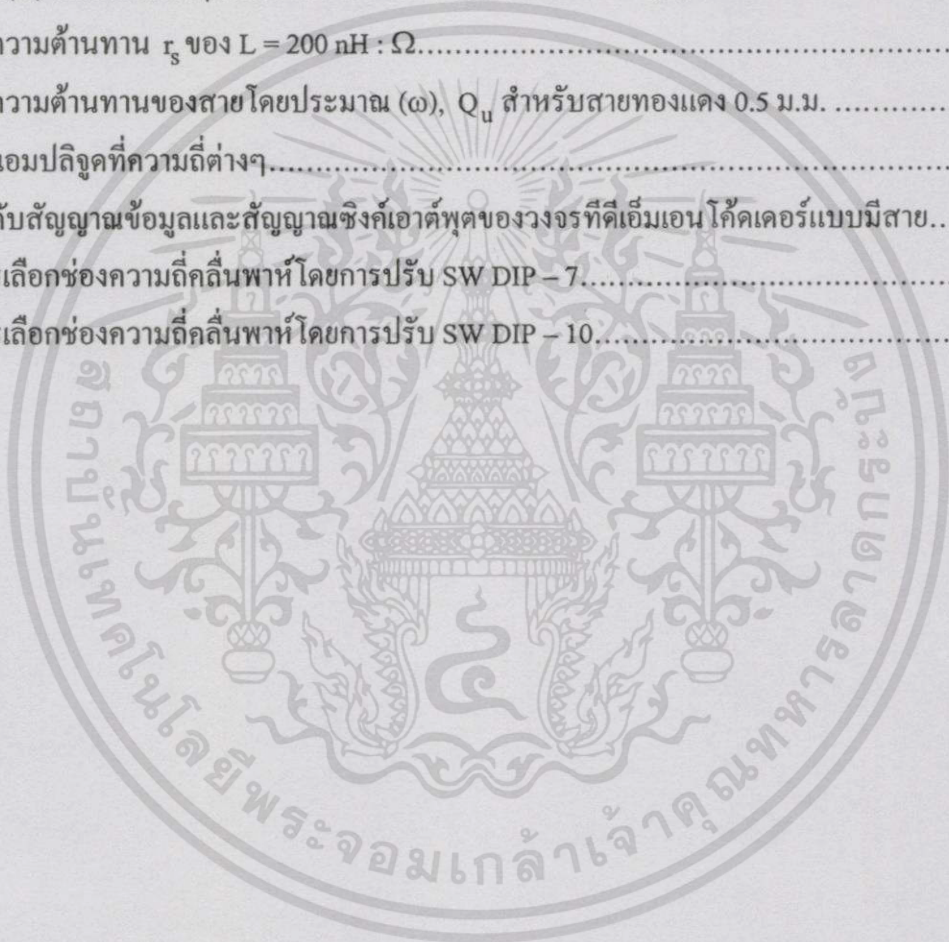 ความต้านทาน rs ของ L = 200 nH : Ω....................................................
ความต้านทานของสายโดยประมาณ (ω), Qu สำหรับสายทองแดง 0.5 ม.ม. .............
แอมปลิจูดที่ความถี่ต่างๆ......................................................................
กับสัญญาณข้อมูลและสัญญาณซิงค์เอาต์พุตของวงจรทีดีเอ็มเอนโค้ดเดอร์แบบมีสาย..
เลือกช่องความถี่คลื่นพาห์โดยการปรับ SW DIP – 7.....................................
เลือกช่องความถี่คลื่นพาห์โดยการปรับ SW DIP – 10...................................
สถาบันเทคโนโลยีพระจอมเกล้าเจ้าคุณทหารลาดกระบัง